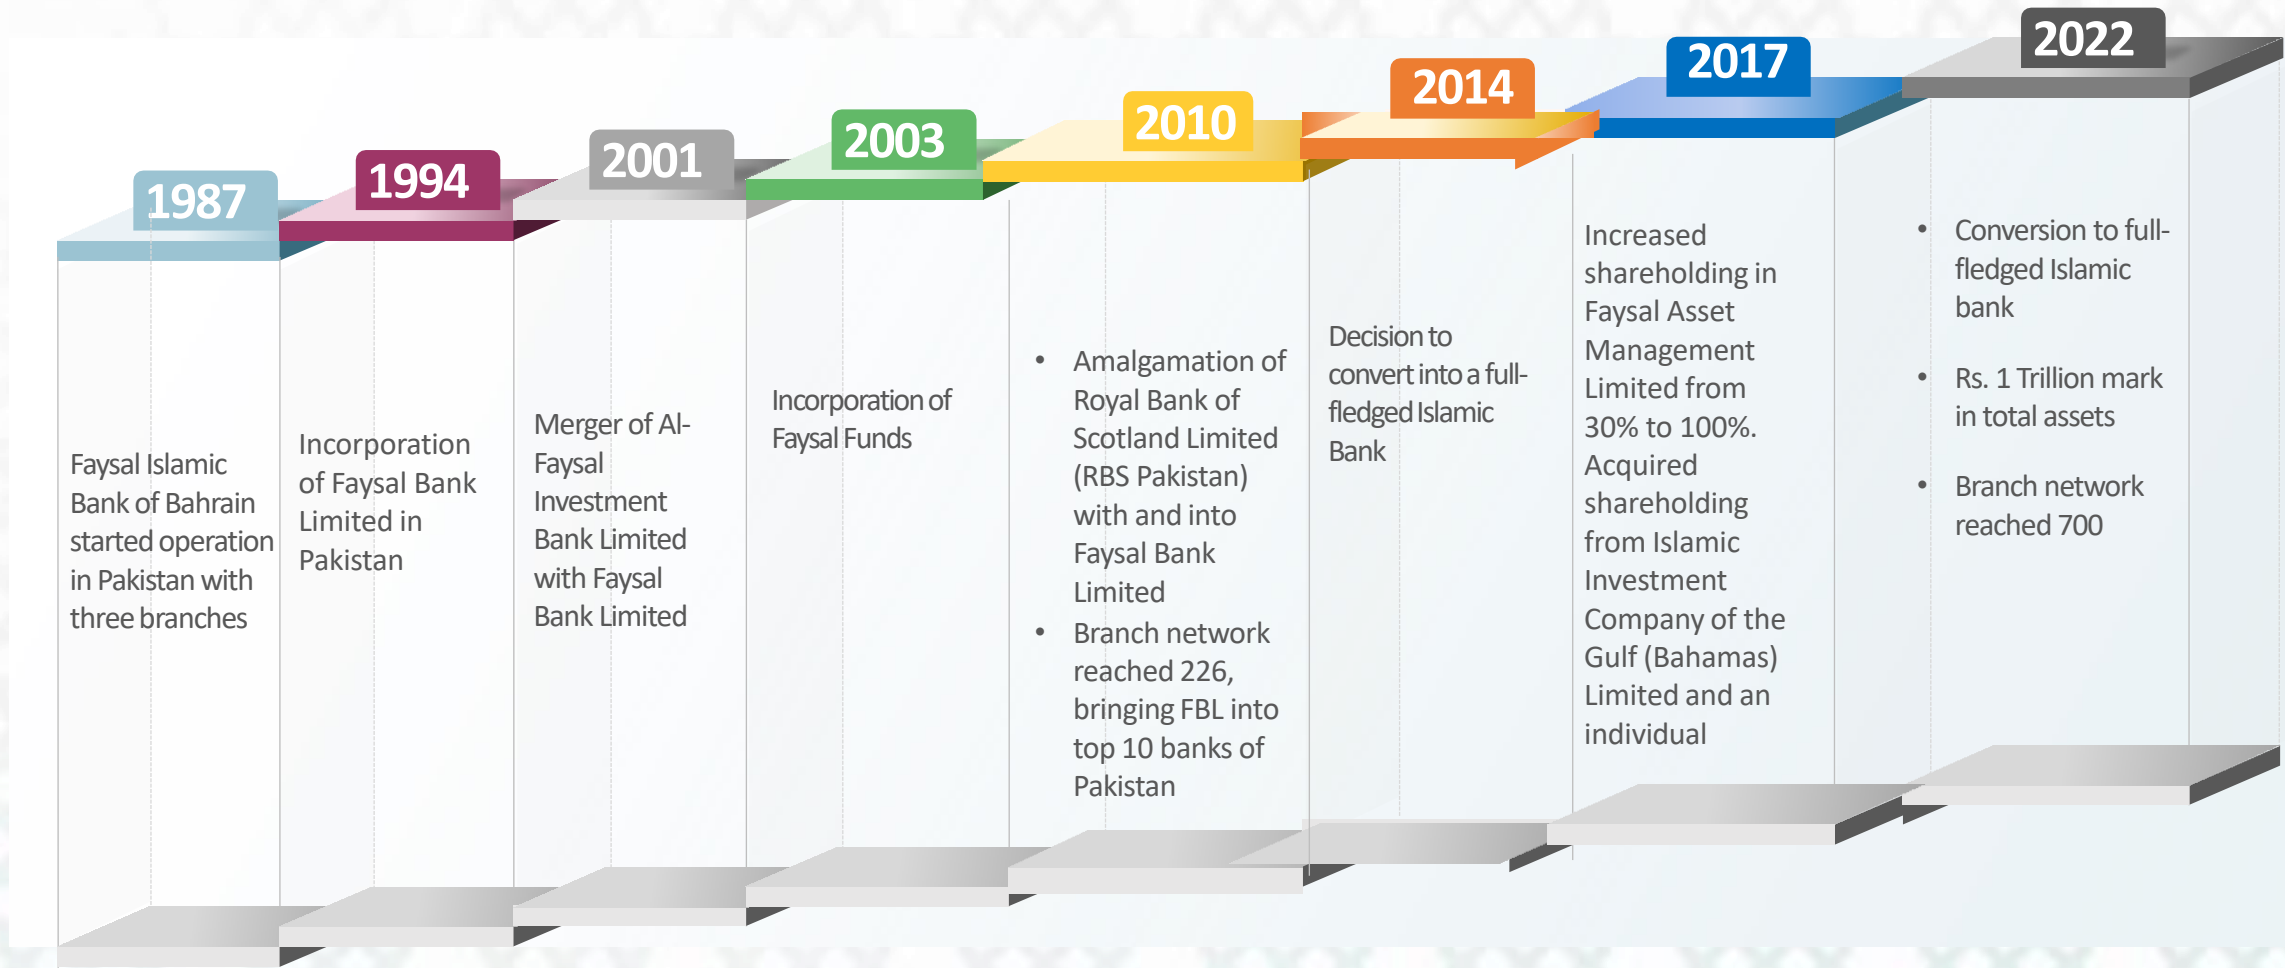 1987
Faysal Islamic
Bank of Bahrain
started operation
in Pakistan with
three branches
1994
Incorporation
of Faysal Bank
Limited in
Pakistan
2001
Merger of Al-
Faysal
Investment
Bank Limited
with Faysal
Bank Limited
2003
Incorporation of
Faysal Funds
2010
• Amalgamation of
Royal Bank of
Scotland Limited
(RBS Pakistan)
with and into
Faysal Bank
Limited
• Branch network
reached 226,
bringing FBL into
top 10 banks of
Pakistan
2014
Decision to
convert into a full-
fledged Islamic
Bank
2017
Increased
shareholding in
Faysal Asset
Management
Limited from
30% to 100%.
Acquired
shareholding
from Islamic
Investment
Company of the
Gulf (Bahamas)
Limited and an
individual
2022
• Conversion to full-
fledged Islamic
bank
• Rs. 1 Trillion mark
in total assets
• Branch network
reached 700